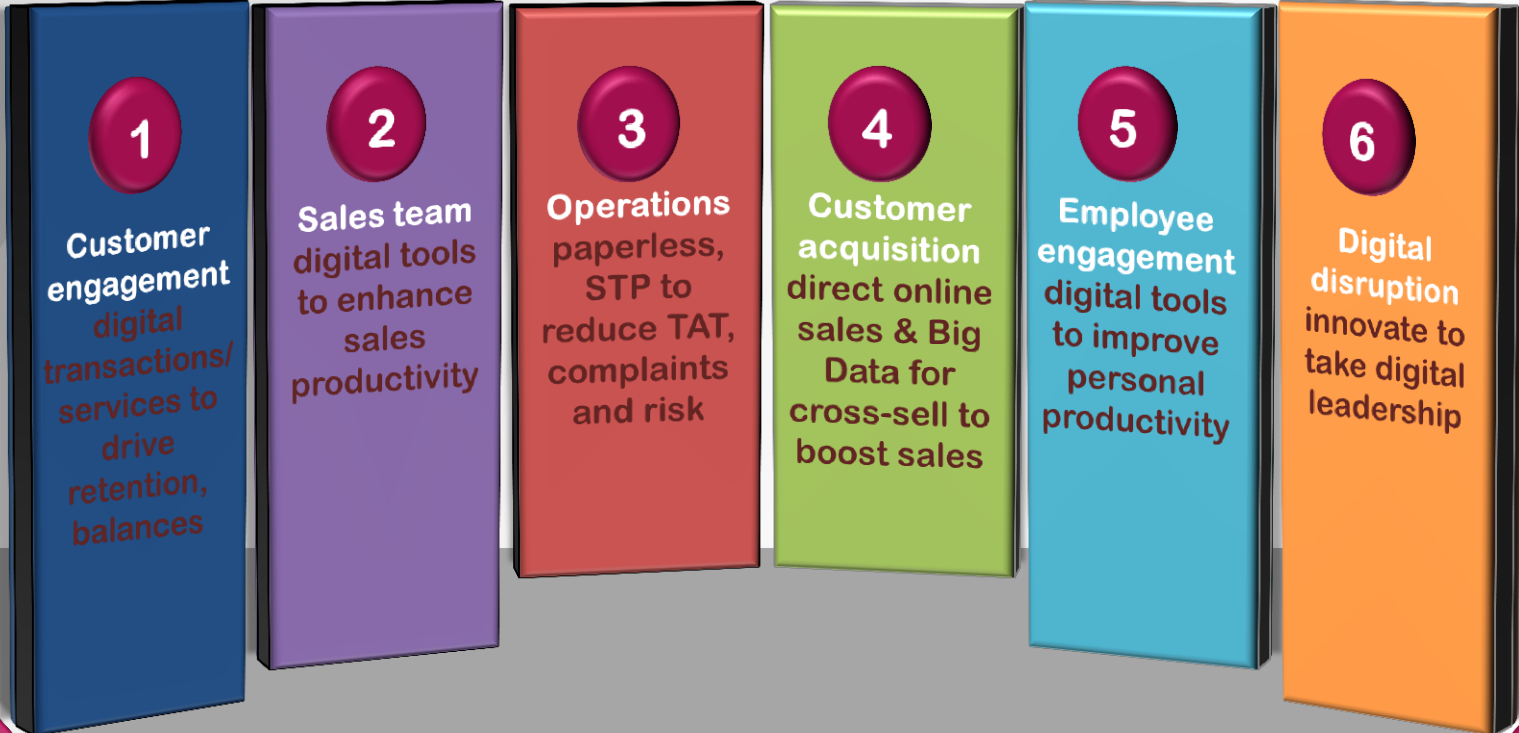 1
Customer
engagement
digital
transactions/
services to
drive
retention,
balances
2
Sales team
digital tools
to enhance
sales
productivity
3
Operations
paperless,
STP to
reduce TAT,
complaints
and risk
4
Customer
acquisition
direct online
sales & Big
Data for
cross-sell to
boost sales
5
Employee
engagement
digital tools
to improve
personal
productivity
6
Digital
disruption
innovate to
take digital
leadership